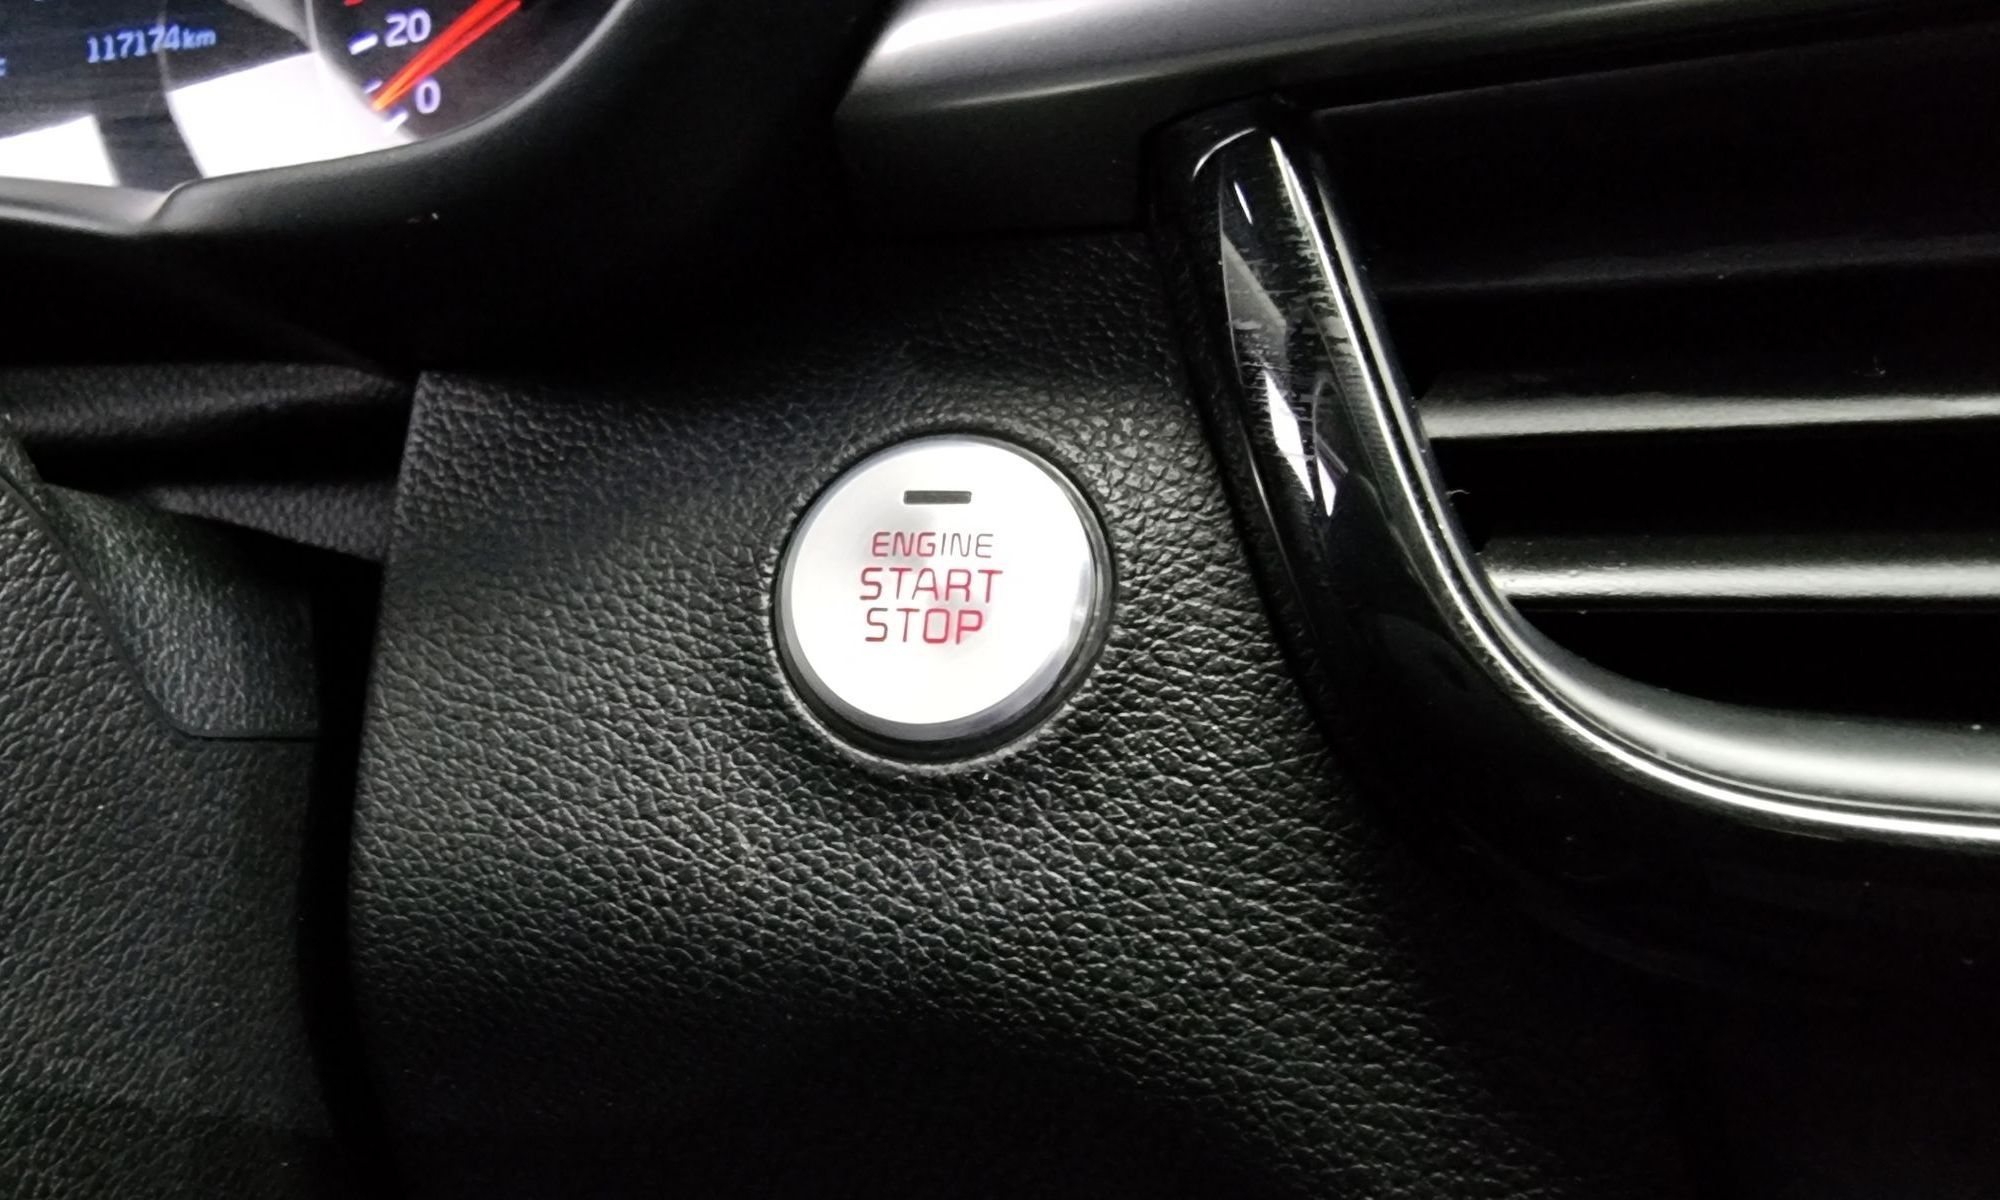 117174km
20
0
ENGINE
START
STOP